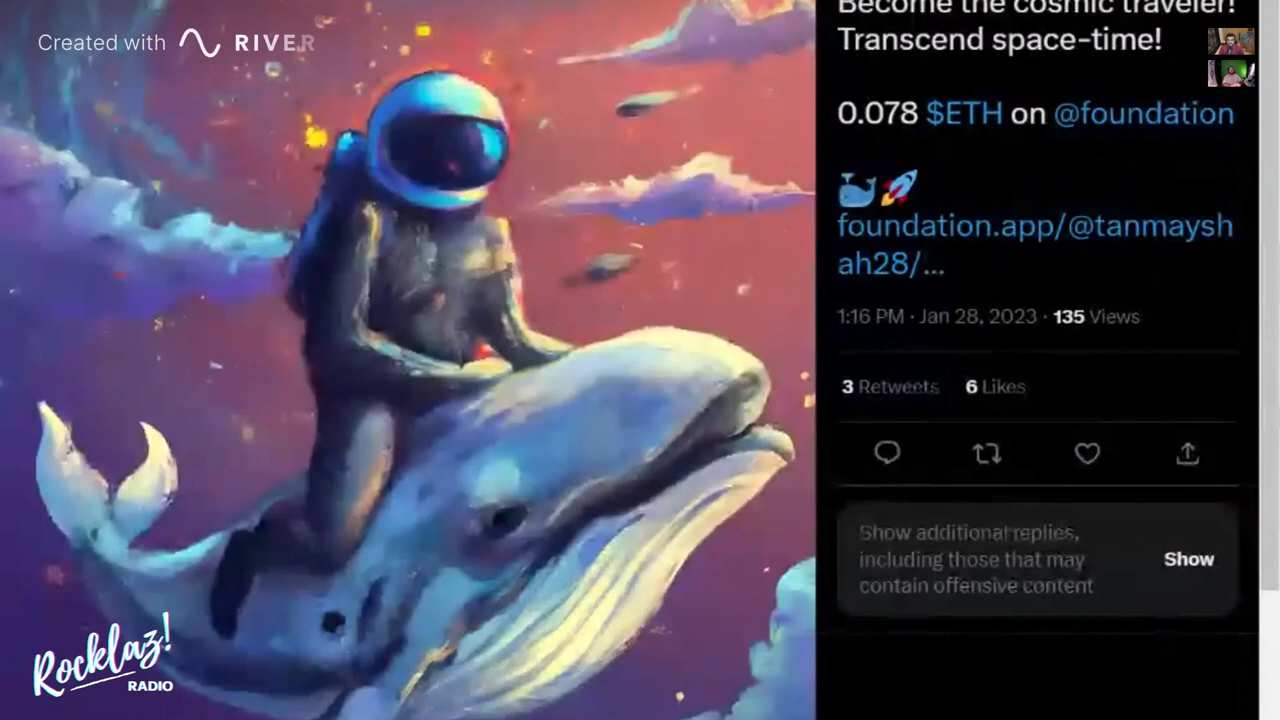 Created with RIVER
Become the cosmic traveler!
Transcend space-time!
0.078 $ETH on @foundation
foundation.app/@tanmaysh
ah28/...
1:16 PM · Jan 28, 2023 · 135 Views
3 Retweets 6 Likes
Show additional replies,
including those that may
contain offensive content
Show
Rocklaz!
RADIO